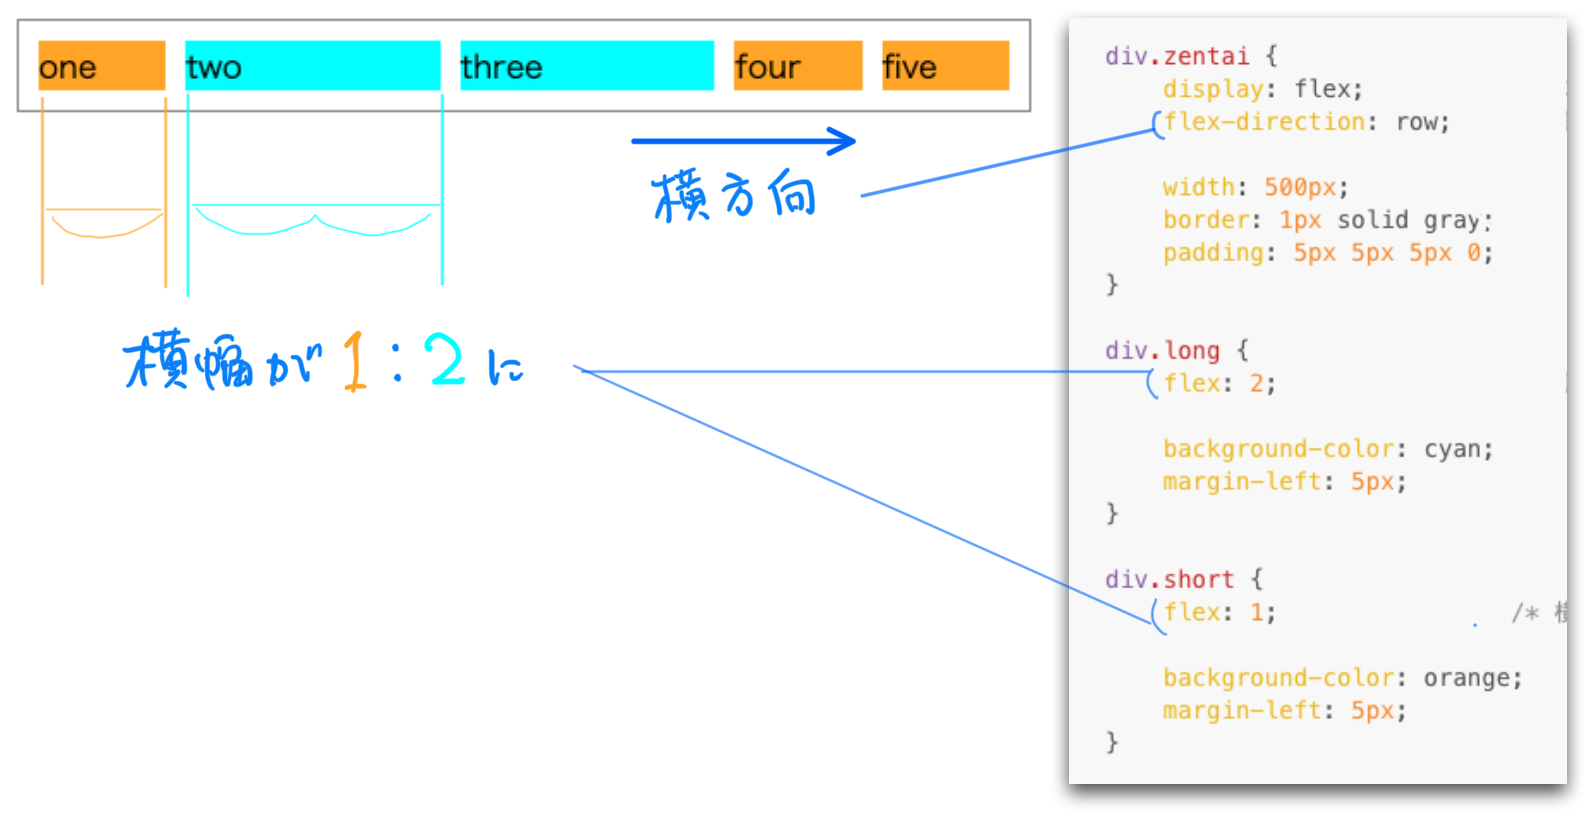 one two three four five
横方向
横幅が1:2に
div.zentai {
display: flex;
flex-direction: row;
width: 500px;
border: 1px solid gray;
padding: 5px 5px 5px 0;
}
div.long {
flex: 2;
background-color: cyan;
margin-left: 5px;
}
div.short {
flex: 1; /*
background-color: orange;
margin-left: 5px;
}